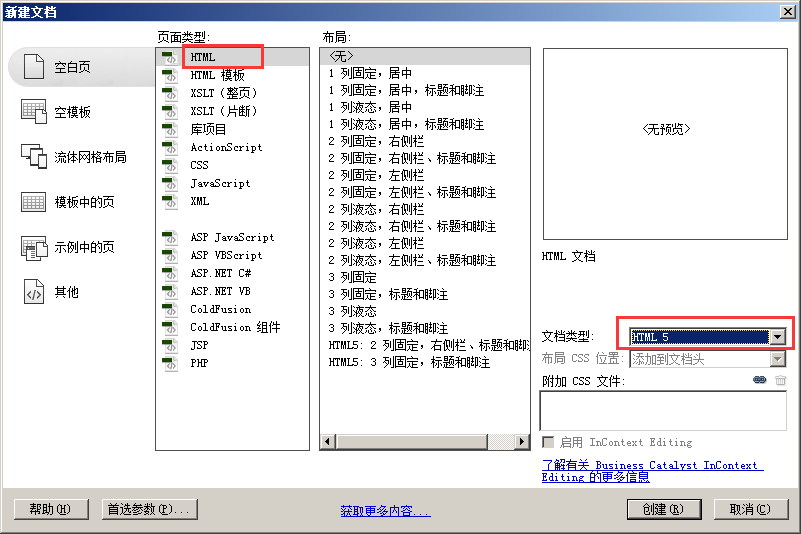 新建文档
空白页
空模板
流体网格布局
模板中的页
示例中的页
其他
页面类型:
HTML
HTML 模板
XSLT（整页）
XSLT（片断）
库项目
ActionScript
CSS
JavaScript
XML
ASP JavaScript
ASP VBScript
ASP.NET C#
ASP.NET VB
ColdFusion
ColdFusion 组件
JSP
PHP
布局:
<无>
1 列固定，居中
1 列固定，居中，标题和脚注
1 列液态，居中
1 列液态，居中，标题和脚注
2 列固定，右侧栏
2 列固定，右侧栏、标题和脚注
2 列固定，左侧栏
2 列固定，左侧栏、标题和脚注
2 列液态，右侧栏
2 列液态，右侧栏、标题和脚注
2 列液态，左侧栏
2 列液态，左侧栏、标题和脚注
3 列固定
3 列固定，标题和脚注
3 列液态
3 列液态，标题和脚注
HTML5: 2 列固定，右侧栏、标题和脚
HTML5: 3 列固定，标题和脚注
<无预览>
HTML 文档
文档类型:
HTML 5
布局 CSS 位置:
添加到文档头
附加 CSS 文件:
启用 InContext Editing
了解有关 Business Catalyst InContext
Editing 的更多信息
帮助(H)
首选参数(P)...
获取更多内容...
创建(R)
取消(C)